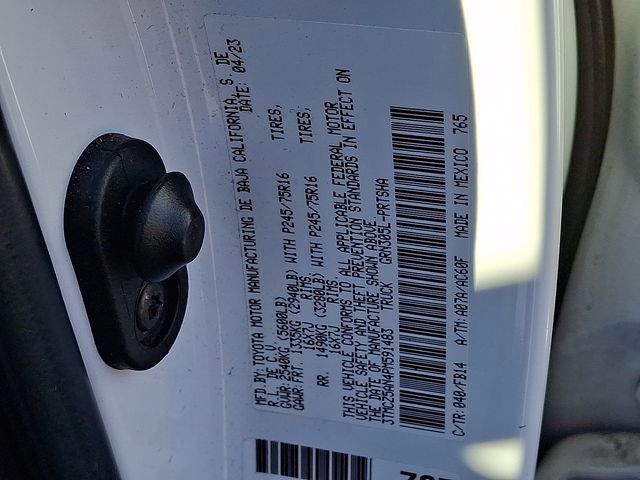 MFD.BY: TOYOTA MOTOR MANUFACTURING DE BAJA CALIFORNIA, S. DE
R. L. DE C.V. DATE: 04/23
GVWR: 2540KG (5600LB)
GAWR: FRT. 1335KG (2940LB) WITH P245/75R16 TIRES,
16X7J RIMS
RR. 1490KG (3280LB) WITH P245/75R16 TIRES,
16X7J RIMS
THIS VEHICLE CONFORMS TO ALL APPLICABLE FEDERAL MOTOR
VEHICLE SAFETY AND THEFT PREVENTION STANDARDS IN EFFECT ON
THE DATE OF MANUFACTURE SHOWN ABOVE.
3TMCZ5AN4PM591483 TRUCK GRN305L-PRTSHA
C/TR: 040/FB14 A/TM: A07A/AC60F MADE IN MEXICO 765